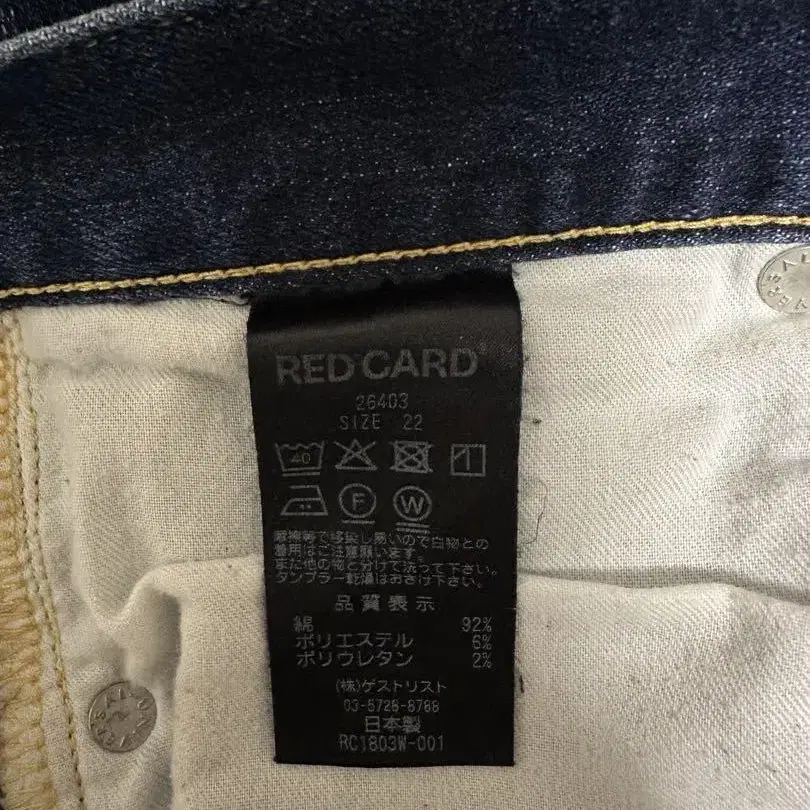 RED CARD
26403
SIZE 22
40
F W
摩擦等で移染し易いので白物との
着用はご注意願います。
また他の物と分けて洗って下さい。
タンブラー乾燥はおさけ下さい。
品質表示
綿 92%
ポリエステル 6%
ポリウレタン 2%
(株)ゲストリスト
03-5728-8788
日本製
RC1803W-001
UNIVERSAL